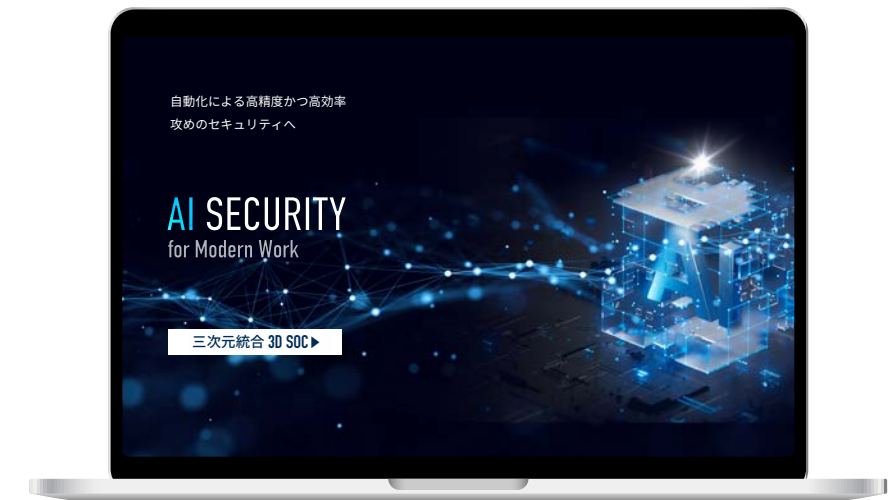 自動化による高精度かつ高効率
攻めのセキュリティへ
AI SECURITY
for Modern Work
三次元統合 3D SOC▶
AI